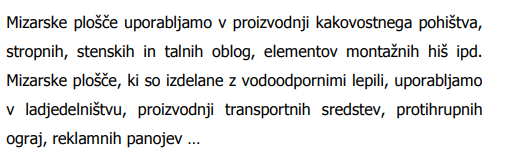 Mizarske plošče uporabljamo v proizvodnji kakovostnega pohištva,
stropnih, stenskih in talnih oblog, elementov montažnih hiš ipd.
Mizarske plošče, ki so izdelane z vodoodpornimi lepili, uporabljamo
v ladjedelništvu, proizvodnji transportnih sredstev, protihrupnih
ograj, reklamnih panojev ...